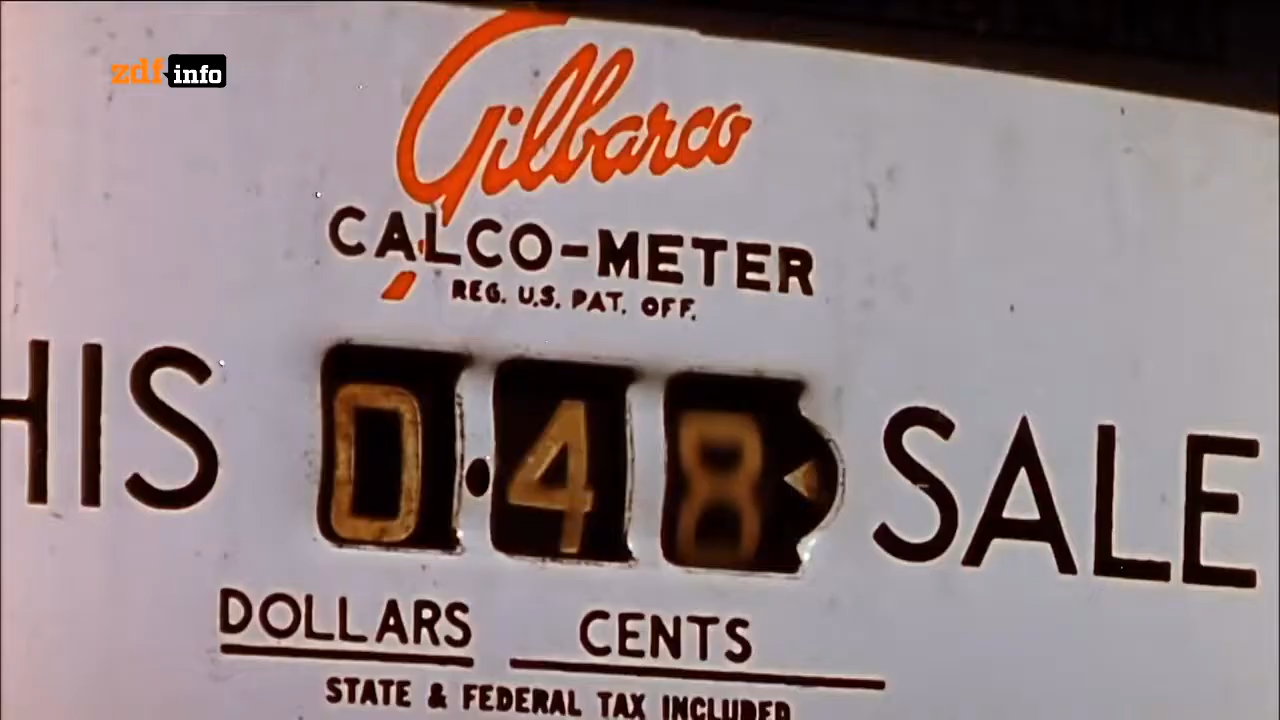 zdf info
Gilbarco
CALCO-METER
REG. U.S. PAT. OFF.
HIS 0.48 SALE
DOLLARS CENTS
STATE & FEDERAL TAX INCLUDED